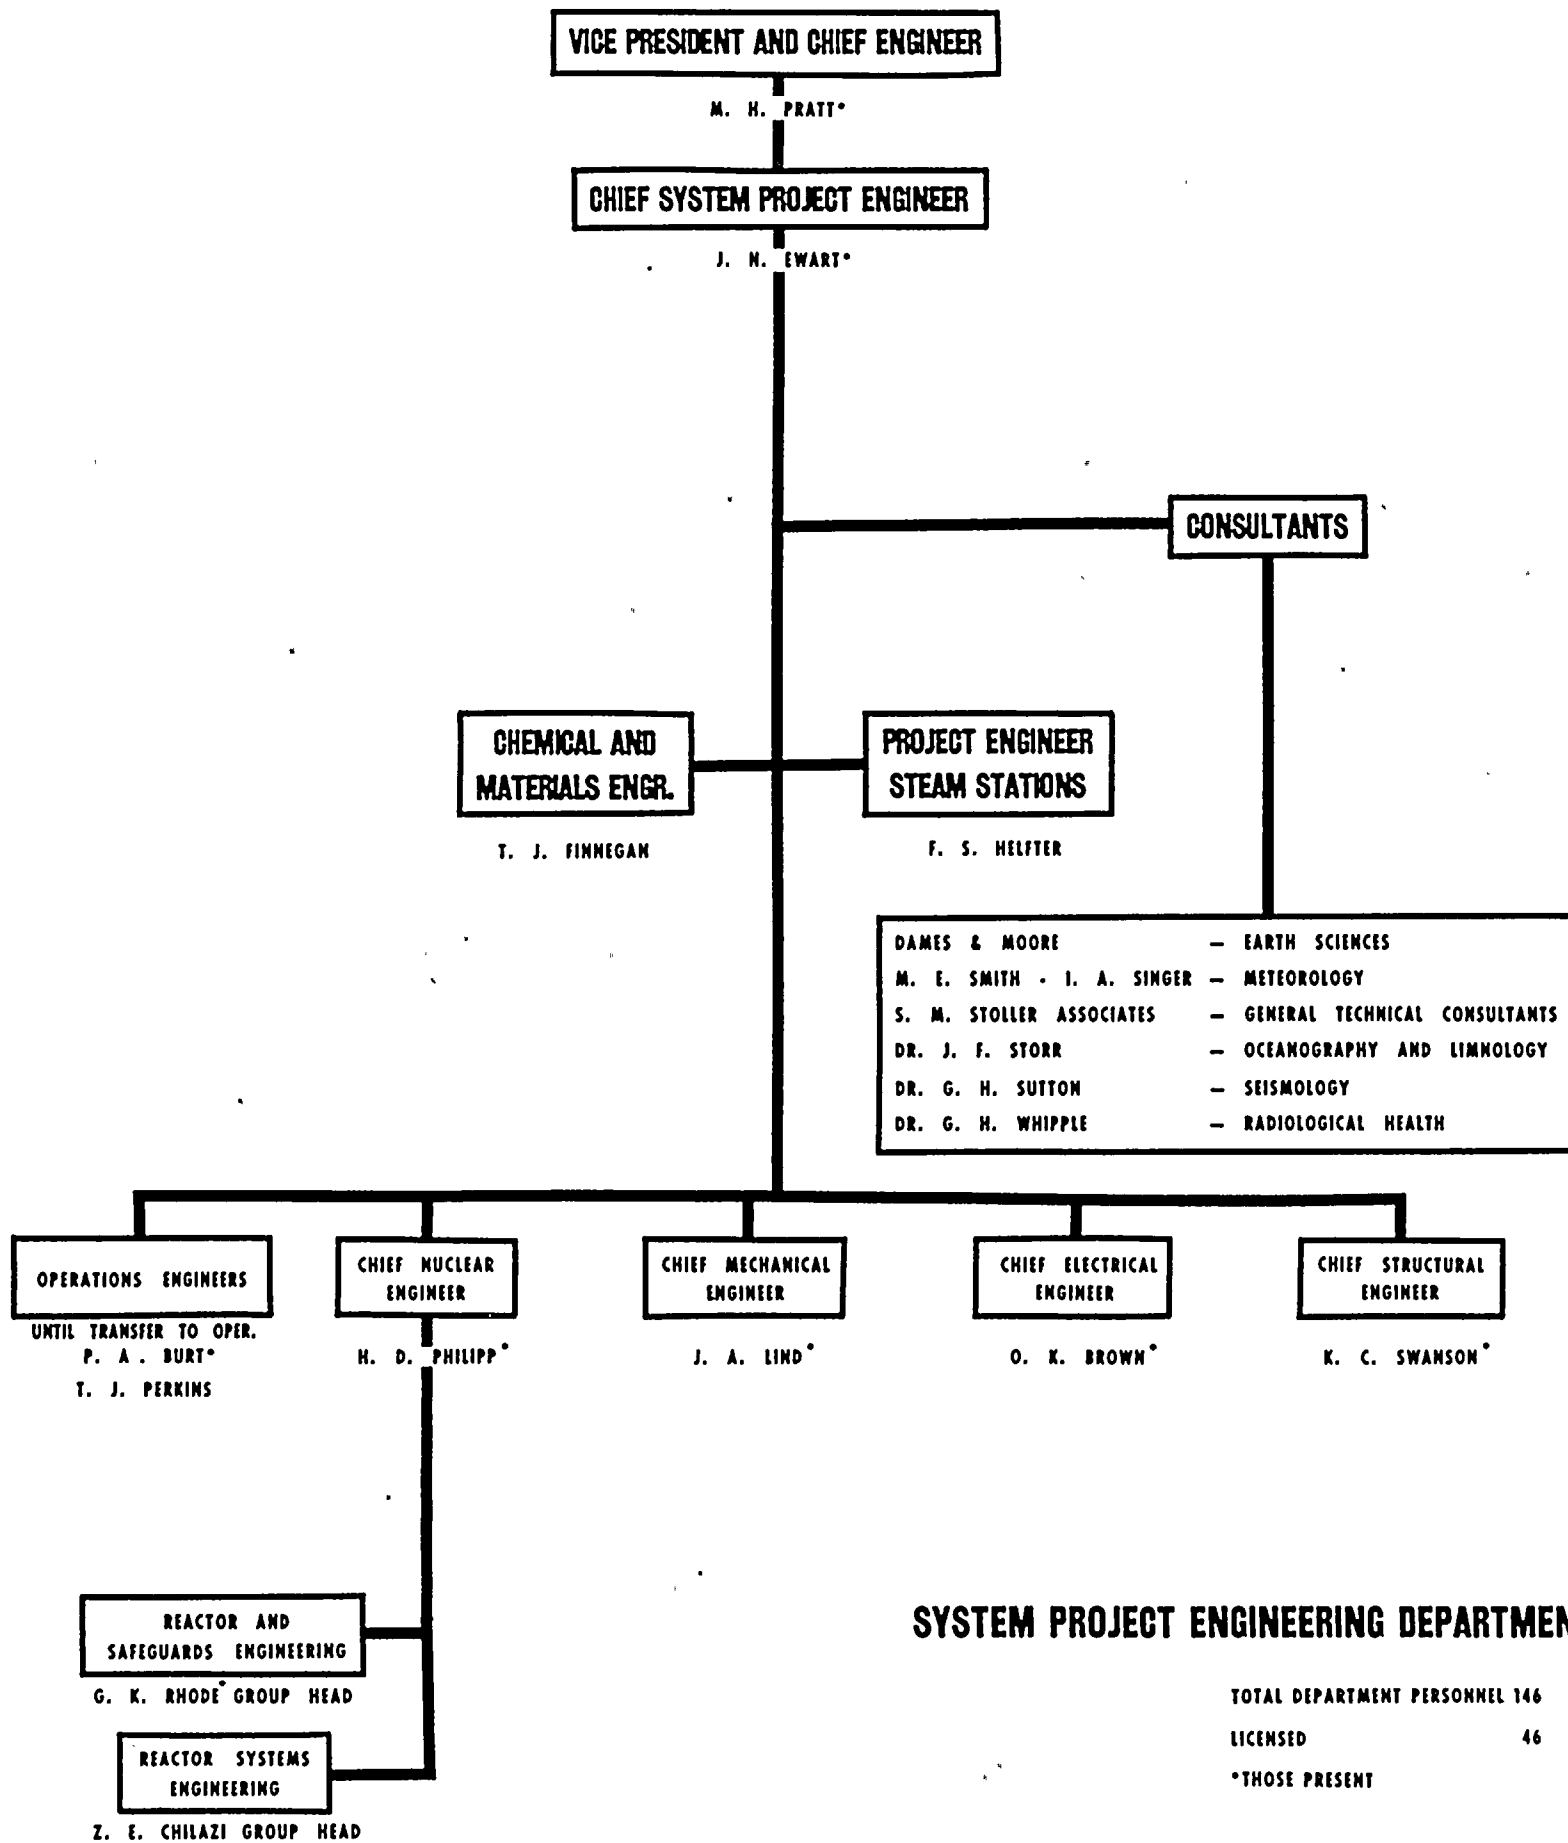 VICE PRESIDENT AND CHIEF ENGINEER
M. H. PRATT*
CHIEF SYSTEM PROJECT ENGINEER
J. N. EWART*
CONSULTANTS
CHEMICAL AND
MATERIALS ENGR.
T. J. FINNEGAN
PROJECT ENGINEER
STEAM STATIONS
F. S. HELFTER
DAMES & MOORE — EARTH SCIENCES
M. E. SMITH - I. A. SINGER — METEOROLOGY
S. M. STOLLER ASSOCIATES — GENERAL TECHNICAL CONSULTANTS
DR. J. F. STORR — OCEANOGRAPHY AND LIMNOLOGY
DR. G. H. SUTTON — SEISMOLOGY
DR. G. H. WHIPPLE — RADIOLOGICAL HEALTH
OPERATIONS ENGINEERS
UNTIL TRANSFER TO OPER.
P. A. BURT*
T. J. PERKINS
CHIEF NUCLEAR
ENGINEER
H. D. PHILIPP*
CHIEF MECHANICAL
ENGINEER
J. A. LIND*
CHIEF ELECTRICAL
ENGINEER
O. K. BROWN*
CHIEF STRUCTURAL
ENGINEER
K. C. SWANSON*
REACTOR AND
SAFEGUARDS ENGINEERING
G. K. RHODE* GROUP HEAD
REACTOR SYSTEMS
ENGINEERING
Z. E. CHILAZI GROUP HEAD
SYSTEM PROJECT ENGINEERING DEPARTMEN
TOTAL DEPARTMENT PERSONNEL 146
LICENSED 46
*THOSE PRESENT